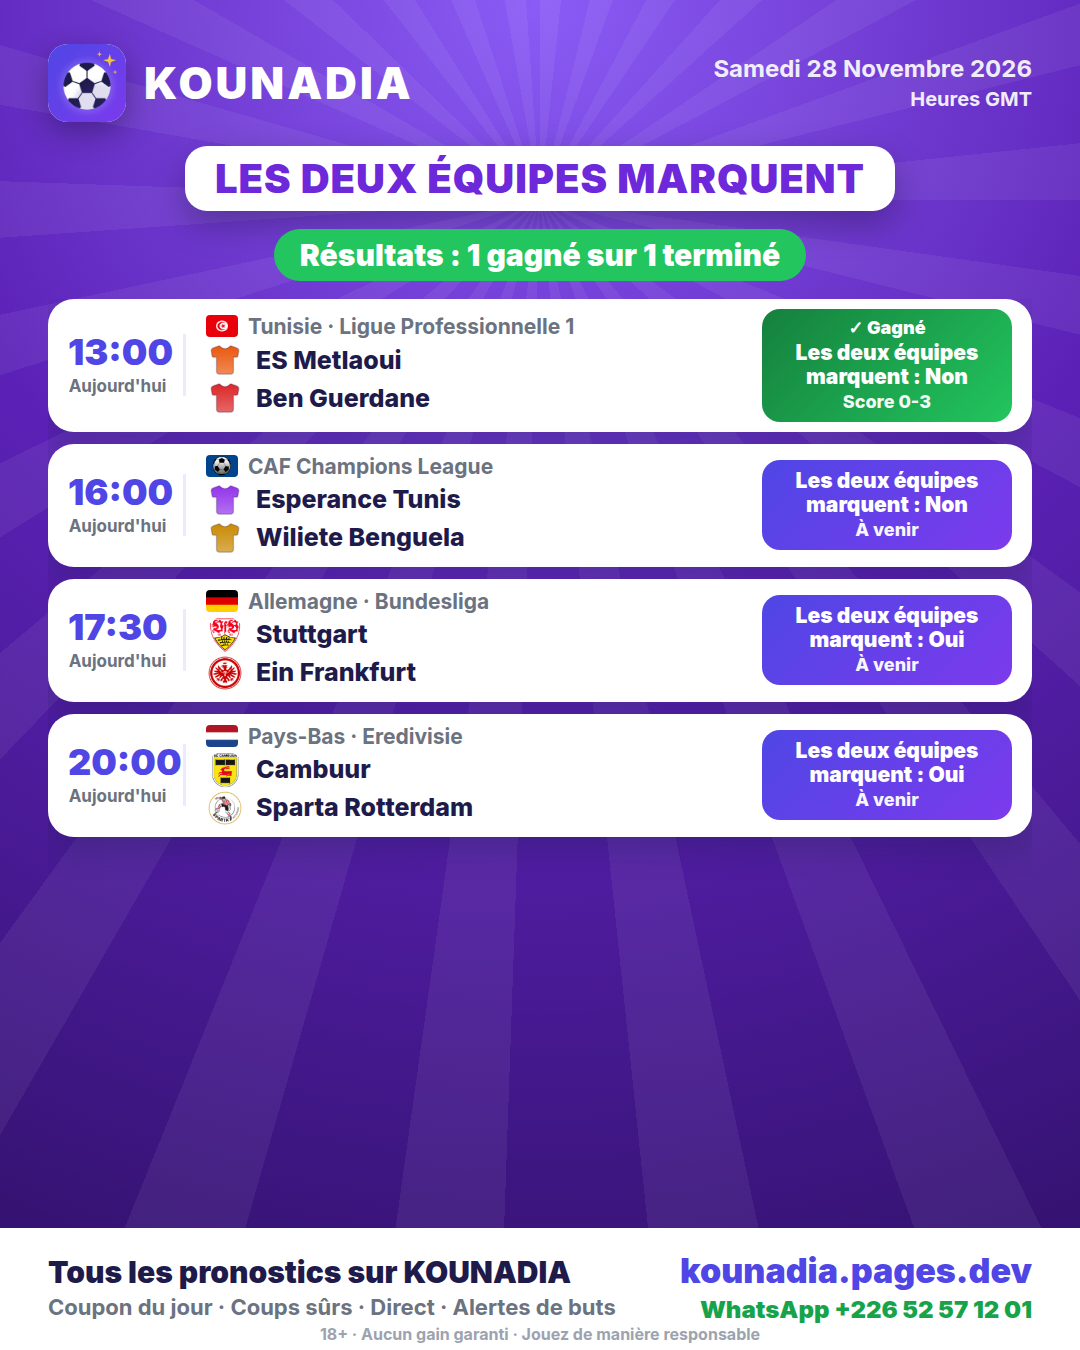 KOUNADIA
Samedi 28 Novembre 2026
Heures GMT
LES DEUX ÉQUIPES MARQUENT
Résultats : 1 gagné sur 1 terminé
13:00
Aujourd'hui
Tunisie · Ligue Professionnelle 1
ES Metlaoui
Ben Guerdane
✓ Gagné
Les deux équipes
marquent : Non
Score 0-3
16:00
Aujourd'hui
CAF Champions League
Esperance Tunis
Wiliete Benguela
Les deux équipes
marquent : Non
À venir
17:30
Aujourd'hui
Allemagne · Bundesliga
Stuttgart
Ein Frankfurt
Les deux équipes
marquent : Oui
À venir
20:00
Aujourd'hui
Pays-Bas · Eredivisie
Cambuur
Sparta Rotterdam
Les deux équipes
marquent : Oui
À venir
Tous les pronostics sur KOUNADIA
Coupon du jour · Coups sûrs · Direct · Alertes de buts
kounadia.pages.dev
WhatsApp +226 52 57 12 01
18+ · Aucun gain garanti · Jouez de manière responsable